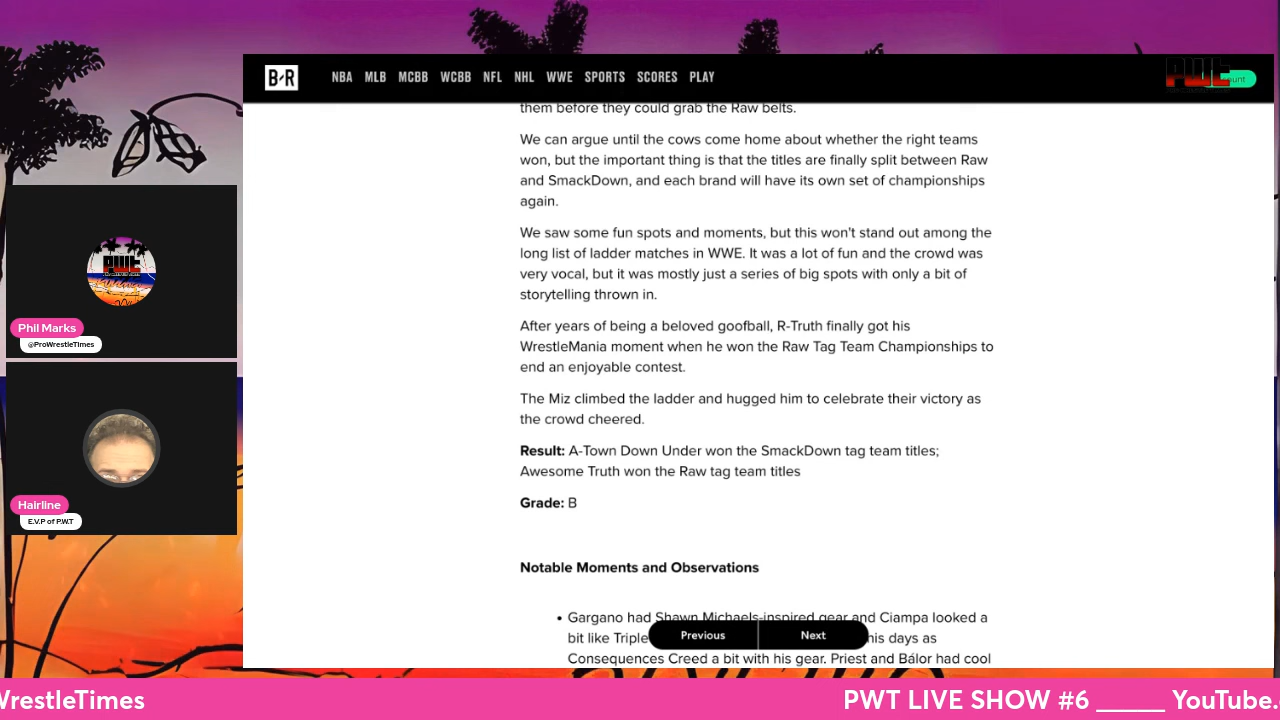 B/R
NBA MLB MCBB WCBB NFL NHL WWE SPORTS SCORES PLAY
PWT
them before they could grab the Raw belts.
We can argue until the cows come home about whether the right teams
won, but the important thing is that the titles are finally split between Raw
and SmackDown, and each brand will have its own set of championships
again.
We saw some fun spots and moments, but this won't stand out among the
long list of ladder matches in WWE. It was a lot of fun and the crowd was
very vocal, but it was mostly just a series of big spots with only a bit of
storytelling thrown in.
After years of being a beloved goofball, R-Truth finally got his
WrestleMania moment when he won the Raw Tag Team Championships to
end an enjoyable contest.
The Miz climbed the ladder and hugged him to celebrate their victory as
the crowd cheered.
Result: A-Town Down Under won the SmackDown tag team titles;
Awesome Truth won the Raw tag team titles
Grade: B
Notable Moments and Observations
• Gargano had Shawn Michaels-inspired gear and Ciampa looked a
bit like Triple his days as
Consequences Creed a bit with his gear. Priest and Bálor had cool
Previous Next
PWT
Phil Marks
@ProWrestleTimes
Hairline
E.V.P of P.W.T
WrestleTimes PWT LIVE SHOW #6 _____ YouTube.